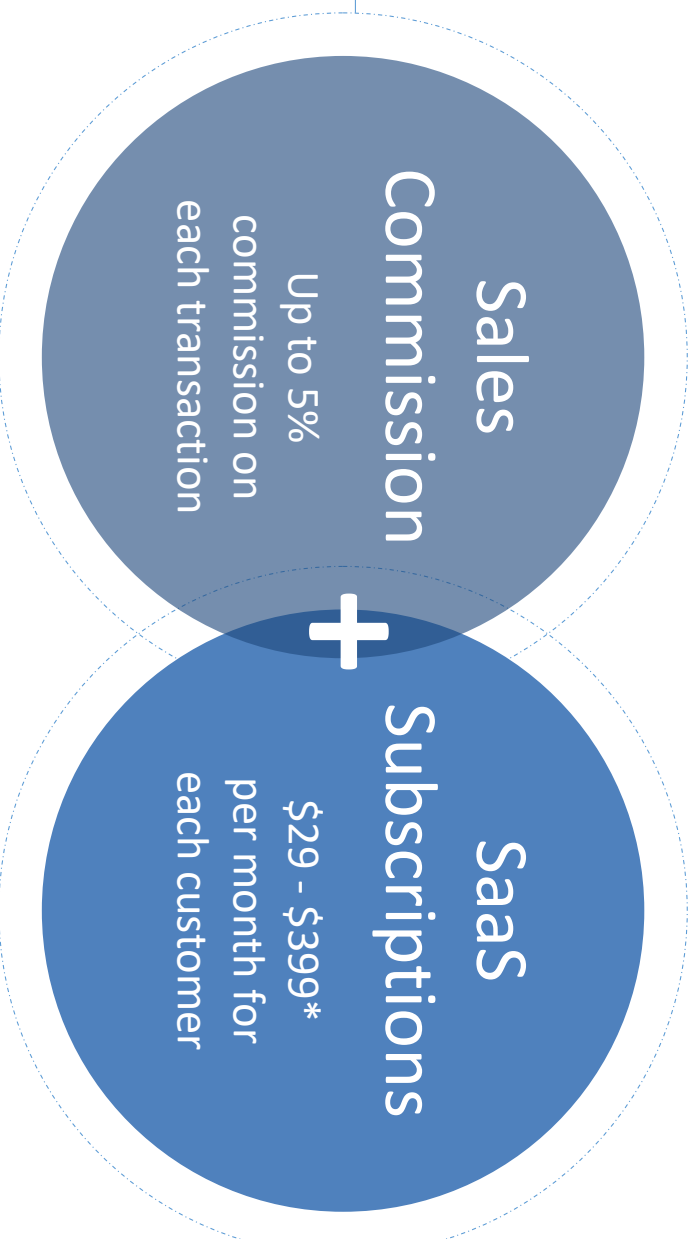 Sales
Commission
Up to 5%
commission on
each transaction
+
SaaS
Subscriptions
$29 - $399*
per month for
each customer